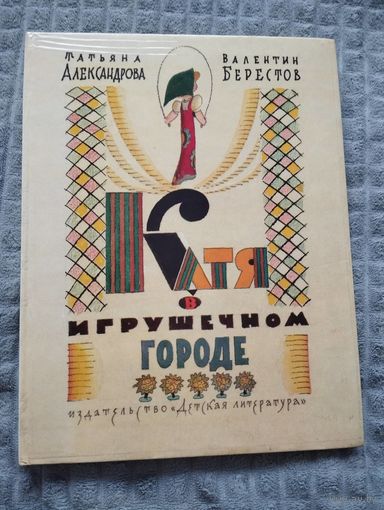 Татьяна Александрова
Валентин Берестов
Катя
в
игрушечном
городе
издательство «Детская литература»